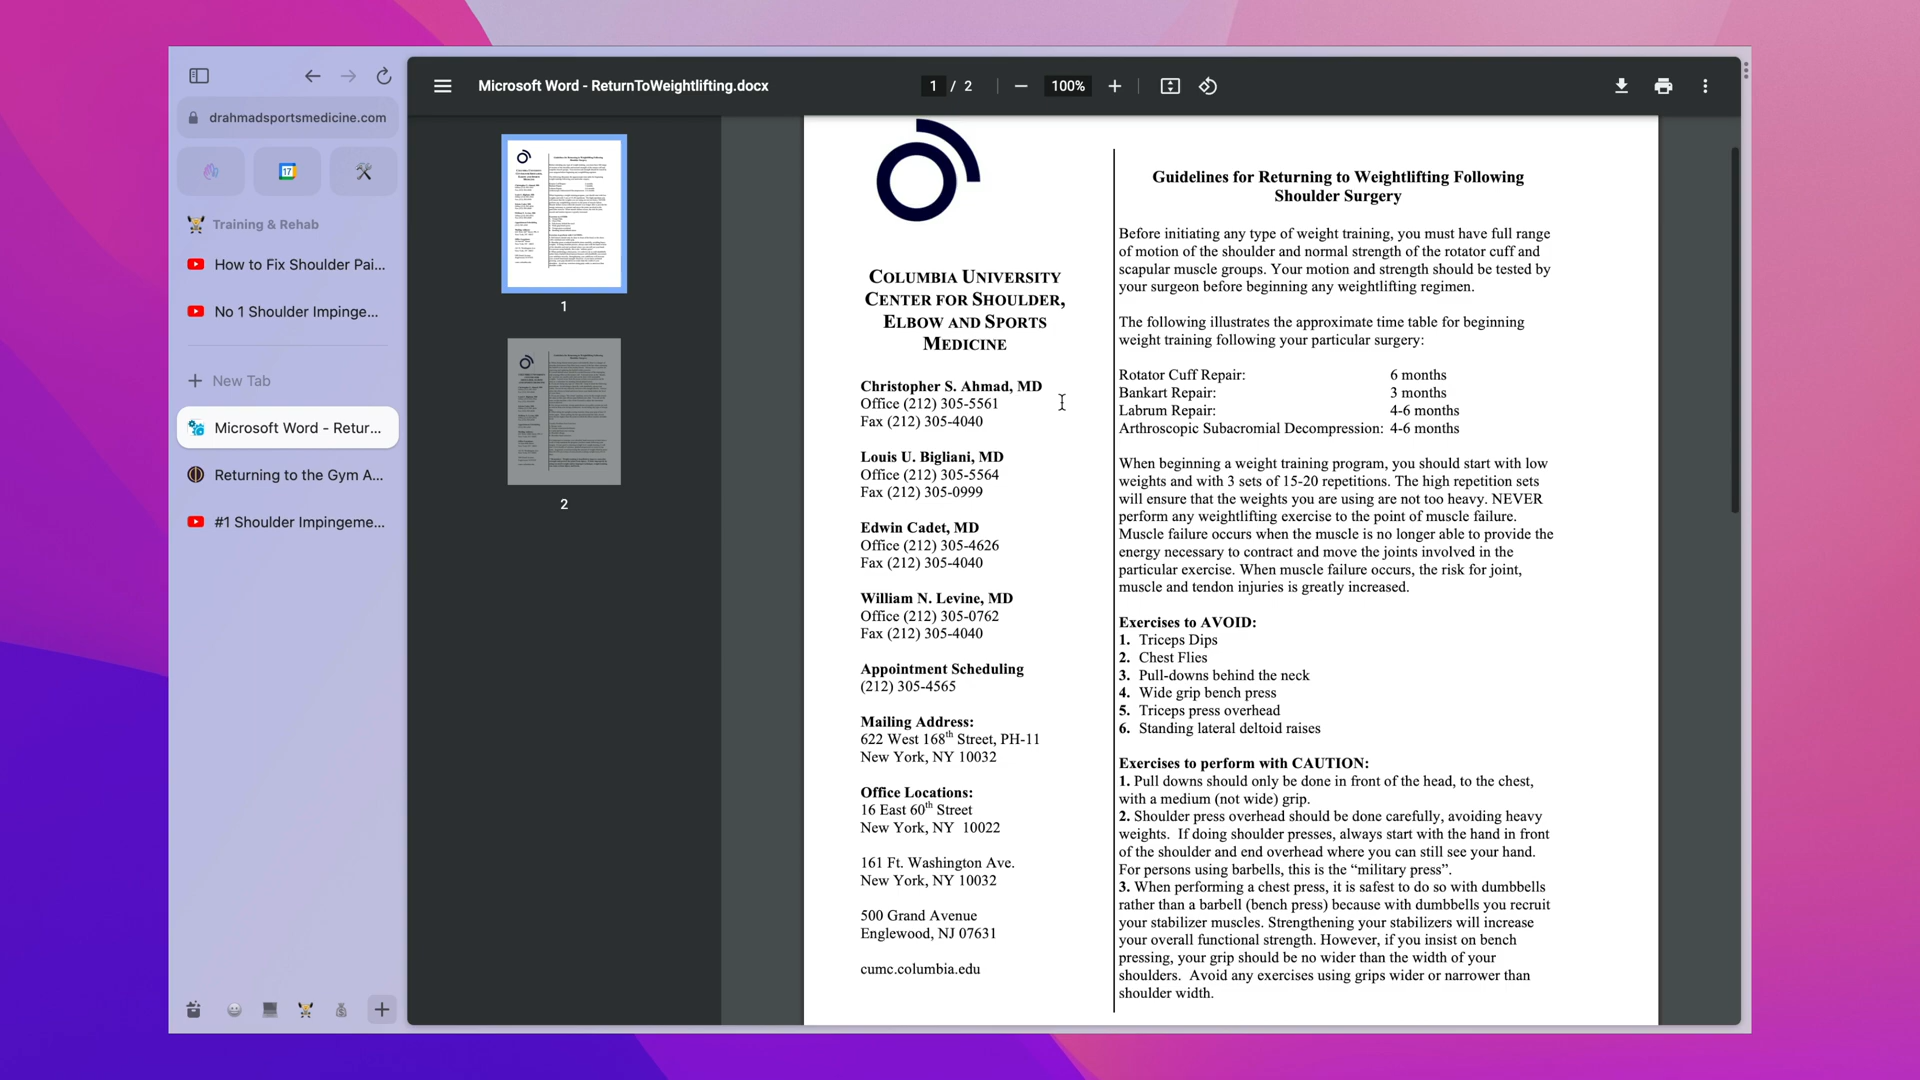 drahmadsportsmedicine.com
17
Training & Rehab
How to Fix Shoulder Pai...
No 1 Shoulder Impinge...
New Tab
Microsoft Word - Retur...
Returning to the Gym A...
#1 Shoulder Impingeme...
Microsoft Word - ReturnToWeightlifting.docx
1 / 2
100%
1
2
COLUMBIA UNIVERSITY
CENTER FOR SHOULDER,
ELBOW AND SPORTS
MEDICINE
Christopher S. Ahmad, MD
Office (212) 305-5561
Fax (212) 305-4040
Louis U. Bigliani, MD
Office (212) 305-5564
Fax (212) 305-0999
Edwin Cadet, MD
Office (212) 305-4626
Fax (212) 305-4040
William N. Levine, MD
Office (212) 305-0762
Fax (212) 305-4040
Appointment Scheduling
(212) 305-4565
Mailing Address:
622 West 168th Street, PH-11
New York, NY 10032
Office Locations:
16 East 60th Street
New York, NY 10022
161 Ft. Washington Ave.
New York, NY 10032
500 Grand Avenue
Englewood, NJ 07631
cumc.columbia.edu
Guidelines for Returning to Weightlifting Following
Shoulder Surgery
Before initiating any type of weight training, you must have full range
of motion of the shoulder and normal strength of the rotator cuff and
scapular muscle groups. Your motion and strength should be tested by
your surgeon before beginning any weightlifting regimen.
The following illustrates the approximate time table for beginning
weight training following your particular surgery:
Rotator Cuff Repair: 6 months
Bankart Repair: 3 months
Labrum Repair: 4-6 months
Arthroscopic Subacromial Decompression: 4-6 months
When beginning a weight training program, you should start with low
weights and with 3 sets of 15-20 repetitions. The high repetition sets
will ensure that the weights you are using are not too heavy. NEVER
perform any weightlifting exercise to the point of muscle failure.
Muscle failure occurs when the muscle is no longer able to provide the
energy necessary to contract and move the joints involved in the
particular exercise. When muscle failure occurs, the risk for joint,
muscle and tendon injuries is greatly increased.
Exercises to AVOID:
1. Triceps Dips
2. Chest Flies
3. Pull-downs behind the neck
4. Wide grip bench press
5. Triceps press overhead
6. Standing lateral deltoid raises
Exercises to perform with CAUTION:
1. Pull downs should only be done in front of the head, to the chest,
with a medium (not wide) grip.
2. Shoulder press overhead should be done carefully, avoiding heavy
weights. If doing shoulder presses, always start with the hand in front
of the shoulder and end overhead where you can still see your hand.
For persons using barbells, this is the “military press”.
3. When performing a chest press, it is safest to do so with dumbbells
rather than a barbell (bench press) because with dumbbells you recruit
your stabilizer muscles. Strengthening your stabilizers will increase
your overall functional strength. However, if you insist on bench
pressing, your grip should be no wider than the width of your
shoulders. Avoid any exercises using grips wider or narrower than
shoulder width.